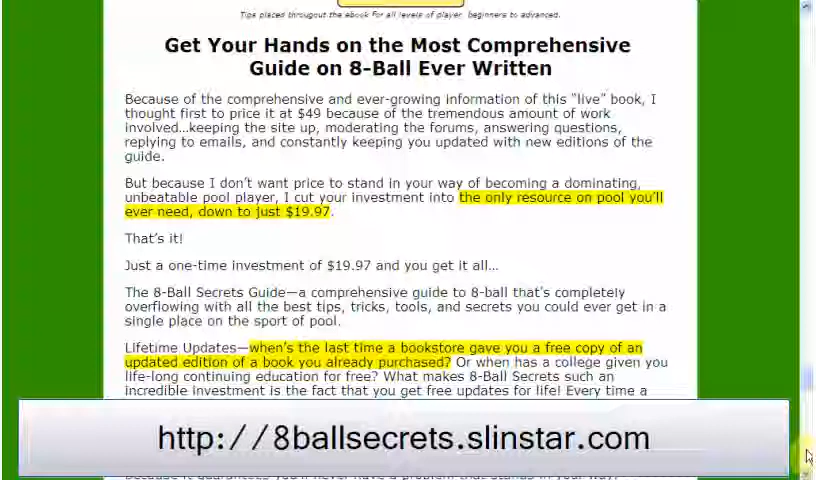 Tips placed througout the ebook for all levels of player beginners to advanced.
Get Your Hands on the Most Comprehensive
Guide on 8-Ball Ever Written
Because of the comprehensive and ever-growing information of this "live" book, I
thought first to price it at $49 because of the tremendous amount of work
involved...keeping the site up, moderating the forums, answering questions,
replying to emails, and constantly keeping you updated with new editions of the
guide.
But because I don't want price to stand in your way of becoming a dominating,
unbeatable pool player, I cut your investment into the only resource on pool you'll
ever need, down to just $19.97.
That's it!
Just a one-time investment of $19.97 and you get it all...
The 8-Ball Secrets Guide—a comprehensive guide to 8-ball that's completely
overflowing with all the best tips, tricks, tools, and secrets you could ever get in a
single place on the sport of pool.
Lifetime Updates—when's the last time a bookstore gave you a free copy of an
updated edition of a book you already purchased? Or when has a college given you
life-long continuing education for free? What makes 8-Ball Secrets such an
incredible investment is the fact that you get free updates for life! Every time a
http://8ballsecrets.slinstar.com